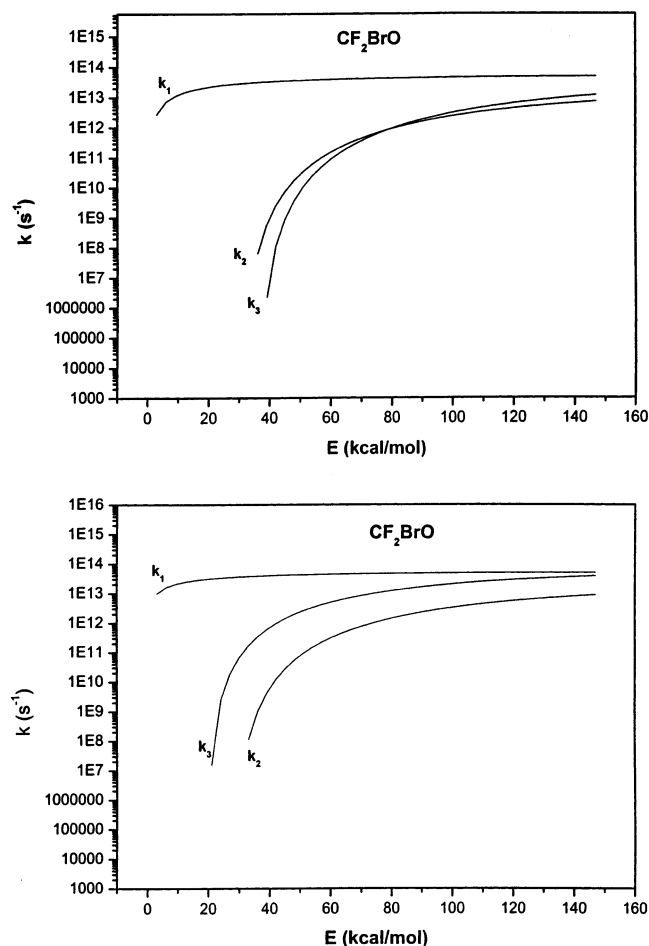 CF2BrO
1E15
1E14
1E13
1E12
1E11
1E10
1E9
1E8
1E7
1000000
100000
10000
1000
k (s-1)
k1
k2
k3
0 20 40 60 80 100 120 140 160
E (kcal/mol)
CF2BrO
1E16
1E15
1E14
1E13
1E12
1E11
1E10
1E9
1E8
1E7
1000000
100000
10000
1000
k (s-1)
k1
k3
k2
0 20 40 60 80 100 120 140 160
E (kcal/mol)